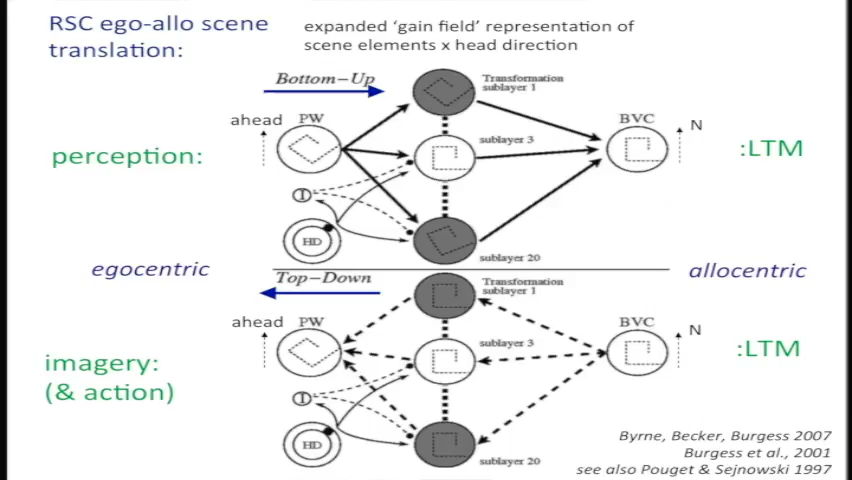 RSC ego-allo scene
translation:
expanded 'gain field' representation of
scene elements x head direction
Bottom-Up
Transformation
sublayer 1
ahead
PW
BVC
N
sublayer 3
perception:
:LTM
I
HD
sublayer 20
egocentric
allocentric
Top-Down
Transformation
sublayer 1
ahead
PW
BVC
N
sublayer 3
imagery:
(& action)
:LTM
I
HD
sublayer 20
Byrne, Becker, Burgess 2007
Burgess et al., 2001
see also Pouget & Sejnowski 1997